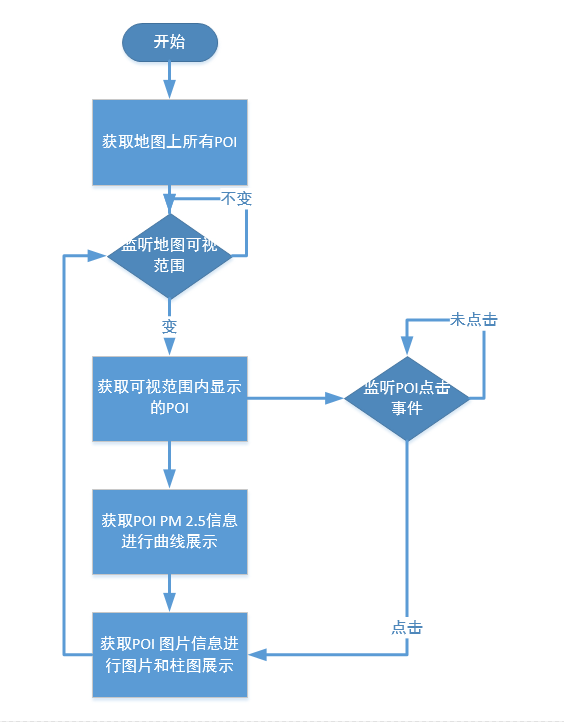 开始
获取地图上所有POI
不变
监听地图可视
范围
变
未点击
获取可视范围内显示
的POI
监听POI点击
事件
获取POI PM 2.5信息
进行曲线展示
点击
获取POI 图片信息进
行图片和柱图展示